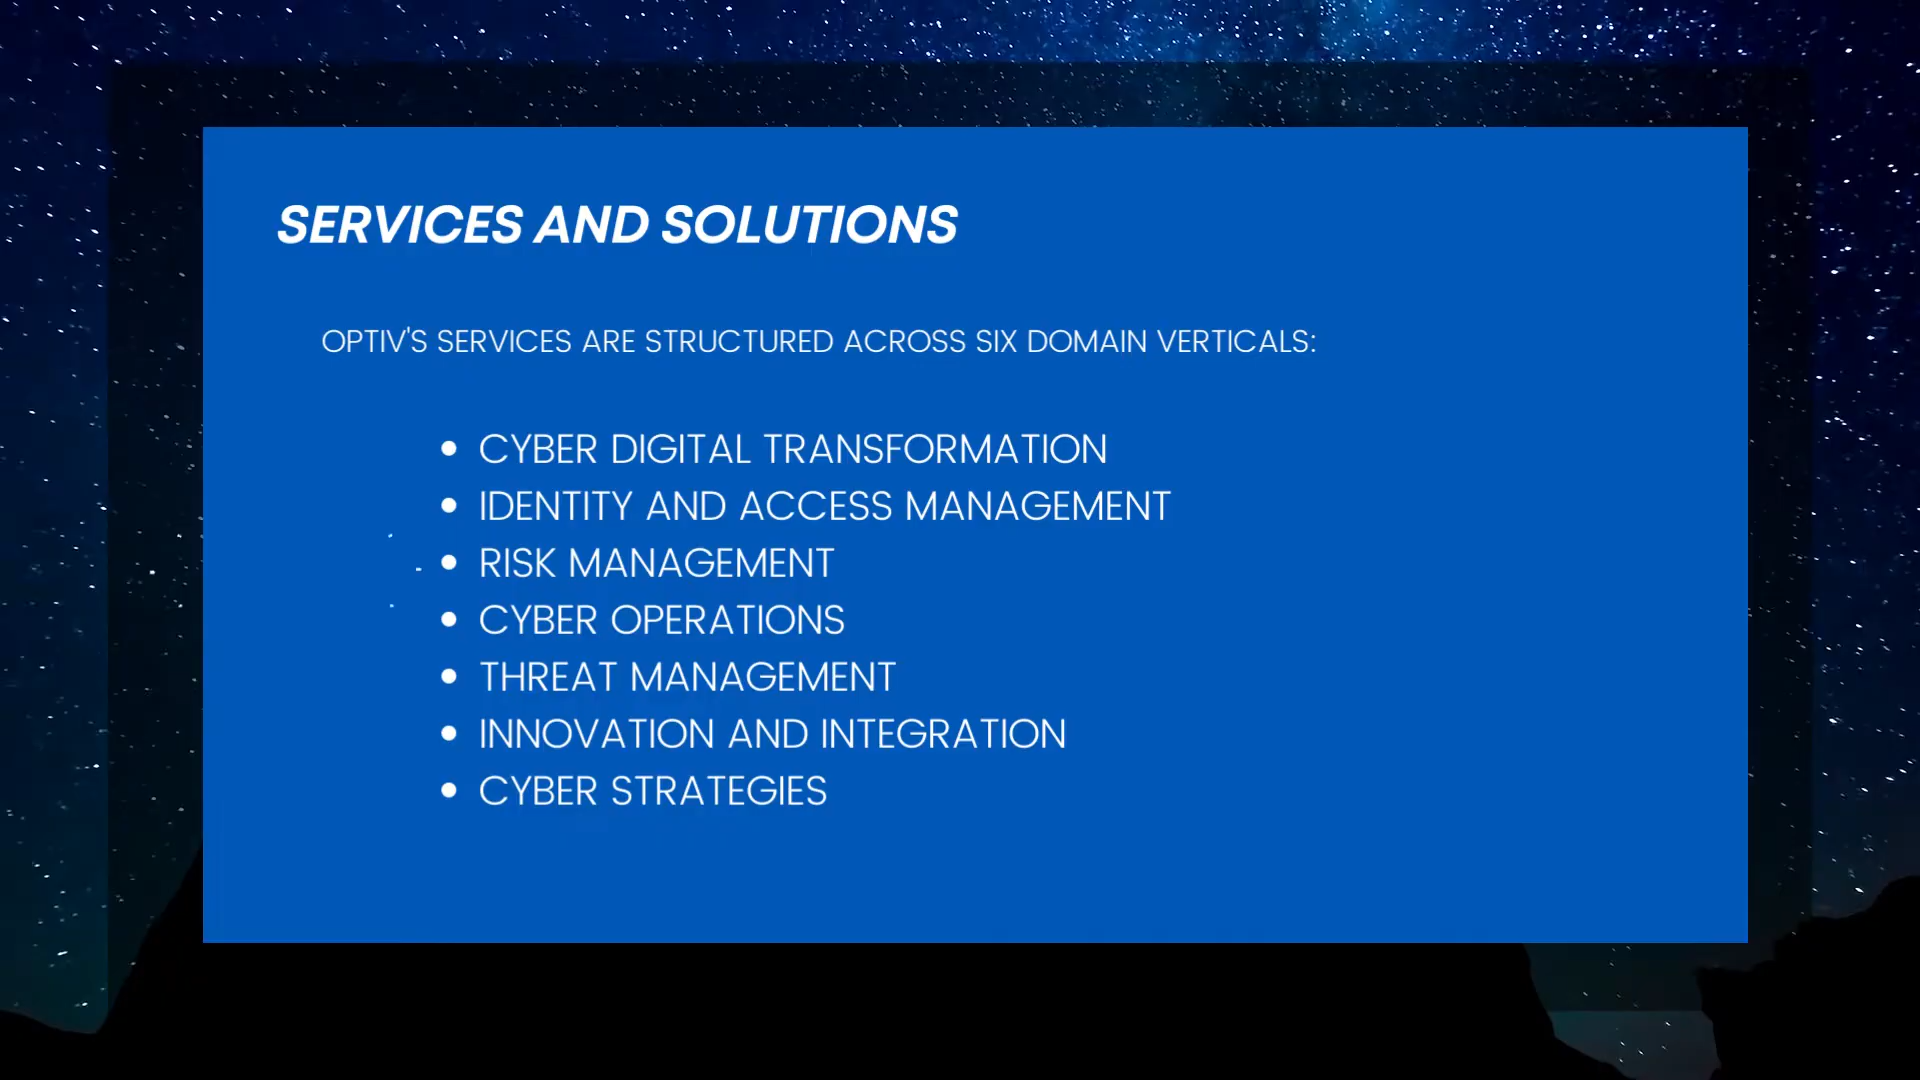 SERVICES AND SOLUTIONS
OPTIV'S SERVICES ARE STRUCTURED ACROSS SIX DOMAIN VERTICALS:
• CYBER DIGITAL TRANSFORMATION
• IDENTITY AND ACCESS MANAGEMENT
• RISK MANAGEMENT
• CYBER OPERATIONS
• THREAT MANAGEMENT
• INNOVATION AND INTEGRATION
• CYBER STRATEGIES